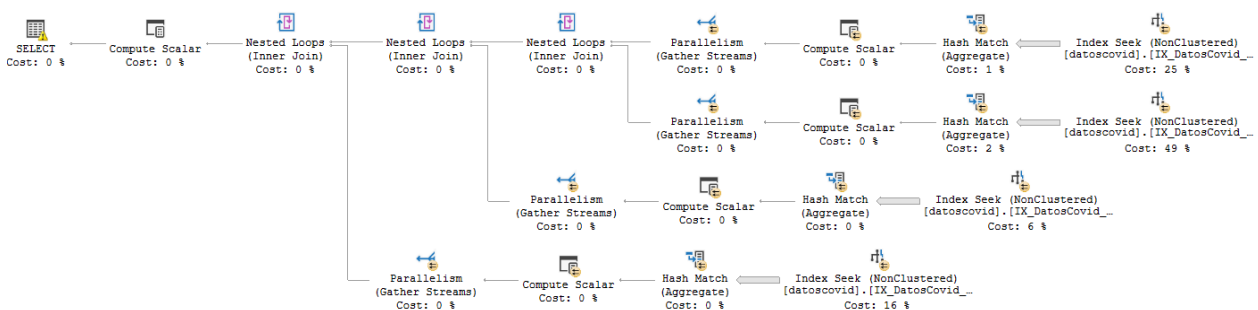 SELECT
Cost: 0 %
Compute Scalar
Cost: 0 %
Nested Loops
(Inner Join)
Cost: 0 %
Nested Loops
(Inner Join)
Cost: 0 %
Nested Loops
(Inner Join)
Cost: 0 %
Parallelism
(Gather Streams)
Cost: 0 %
Compute Scalar
Cost: 0 %
Hash Match
(Aggregate)
Cost: 1 %
Index Seek (NonClustered)
[datoscovid].[IX_DatosCovid_…
Cost: 25 %
Parallelism
(Gather Streams)
Cost: 0 %
Compute Scalar
Cost: 0 %
Hash Match
(Aggregate)
Cost: 2 %
Index Seek (NonClustered)
[datoscovid].[IX_DatosCovid_…
Cost: 49 %
Parallelism
(Gather Streams)
Cost: 0 %
Compute Scalar
Cost: 0 %
Hash Match
(Aggregate)
Cost: 0 %
Index Seek (NonClustered)
[datoscovid].[IX_DatosCovid_…
Cost: 6 %
Parallelism
(Gather Streams)
Cost: 0 %
Compute Scalar
Cost: 0 %
Hash Match
(Aggregate)
Cost: 0 %
Index Seek (NonClustered)
[datoscovid].[IX_DatosCovid_…
Cost: 16 %